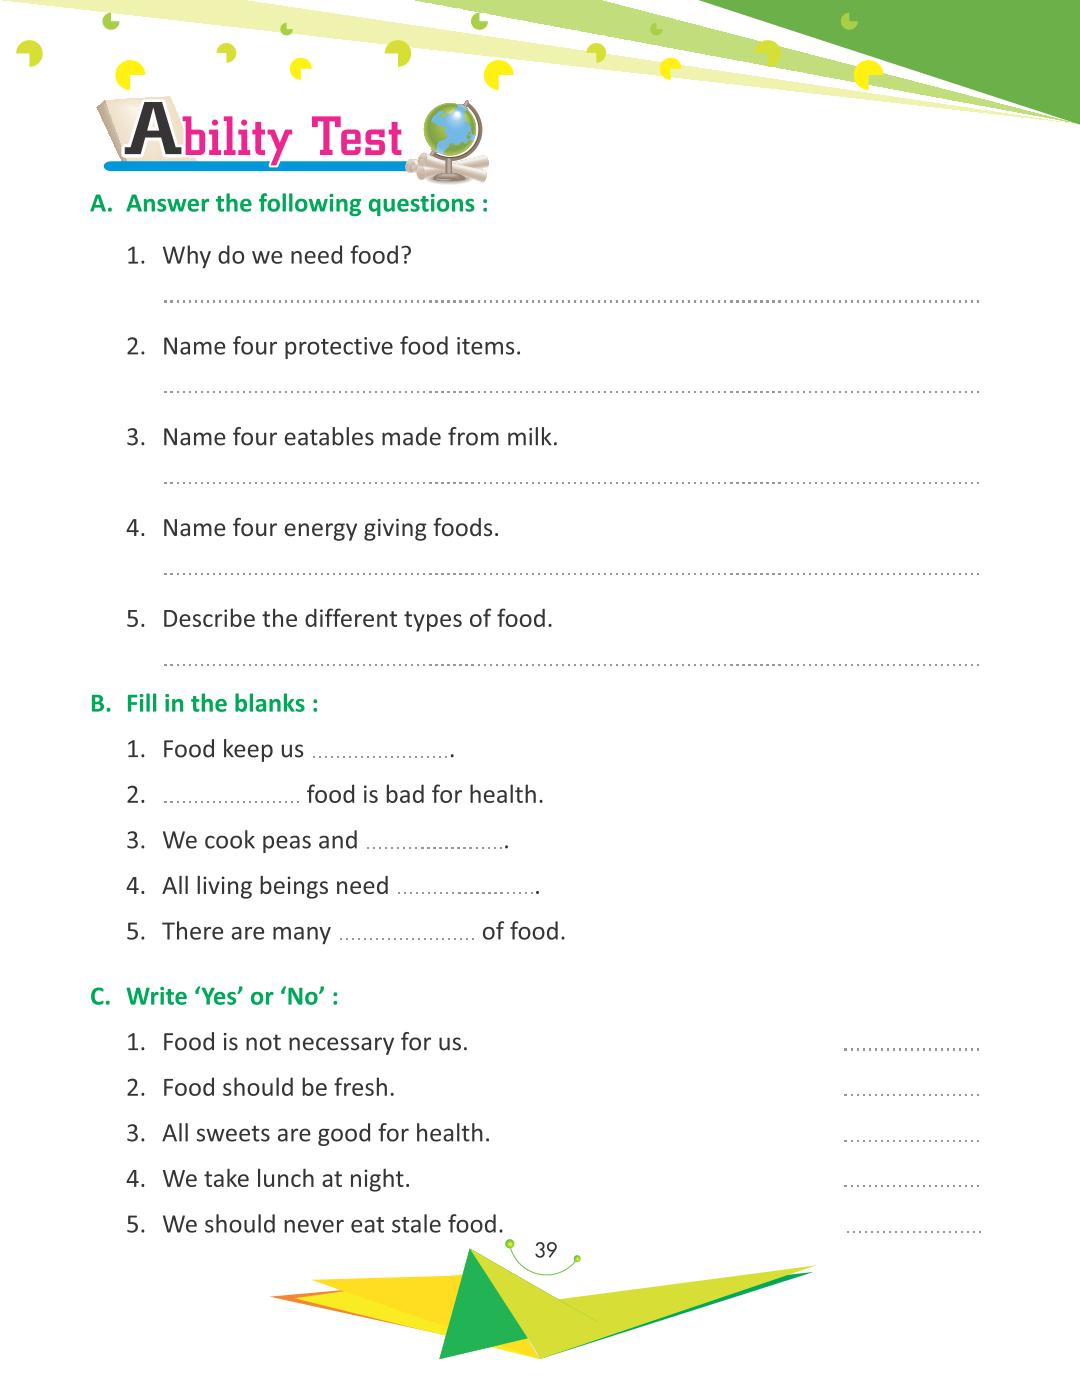 Ability Test
A. Answer the following questions :
1. Why do we need food?
2. Name four protective food items.
3. Name four eatables made from milk.
4. Name four energy giving foods.
5. Describe the different types of food.
B. Fill in the blanks :
1. Food keep us ......................
2. ...................... food is bad for health.
3. We cook peas and ......................
4. All living beings need ......................
5. There are many ...................... of food.
C. Write ‘Yes’ or ‘No’ :
1. Food is not necessary for us. ......................
2. Food should be fresh. ......................
3. All sweets are good for health. ......................
4. We take lunch at night. ......................
5. We should never eat stale food. ......................
39